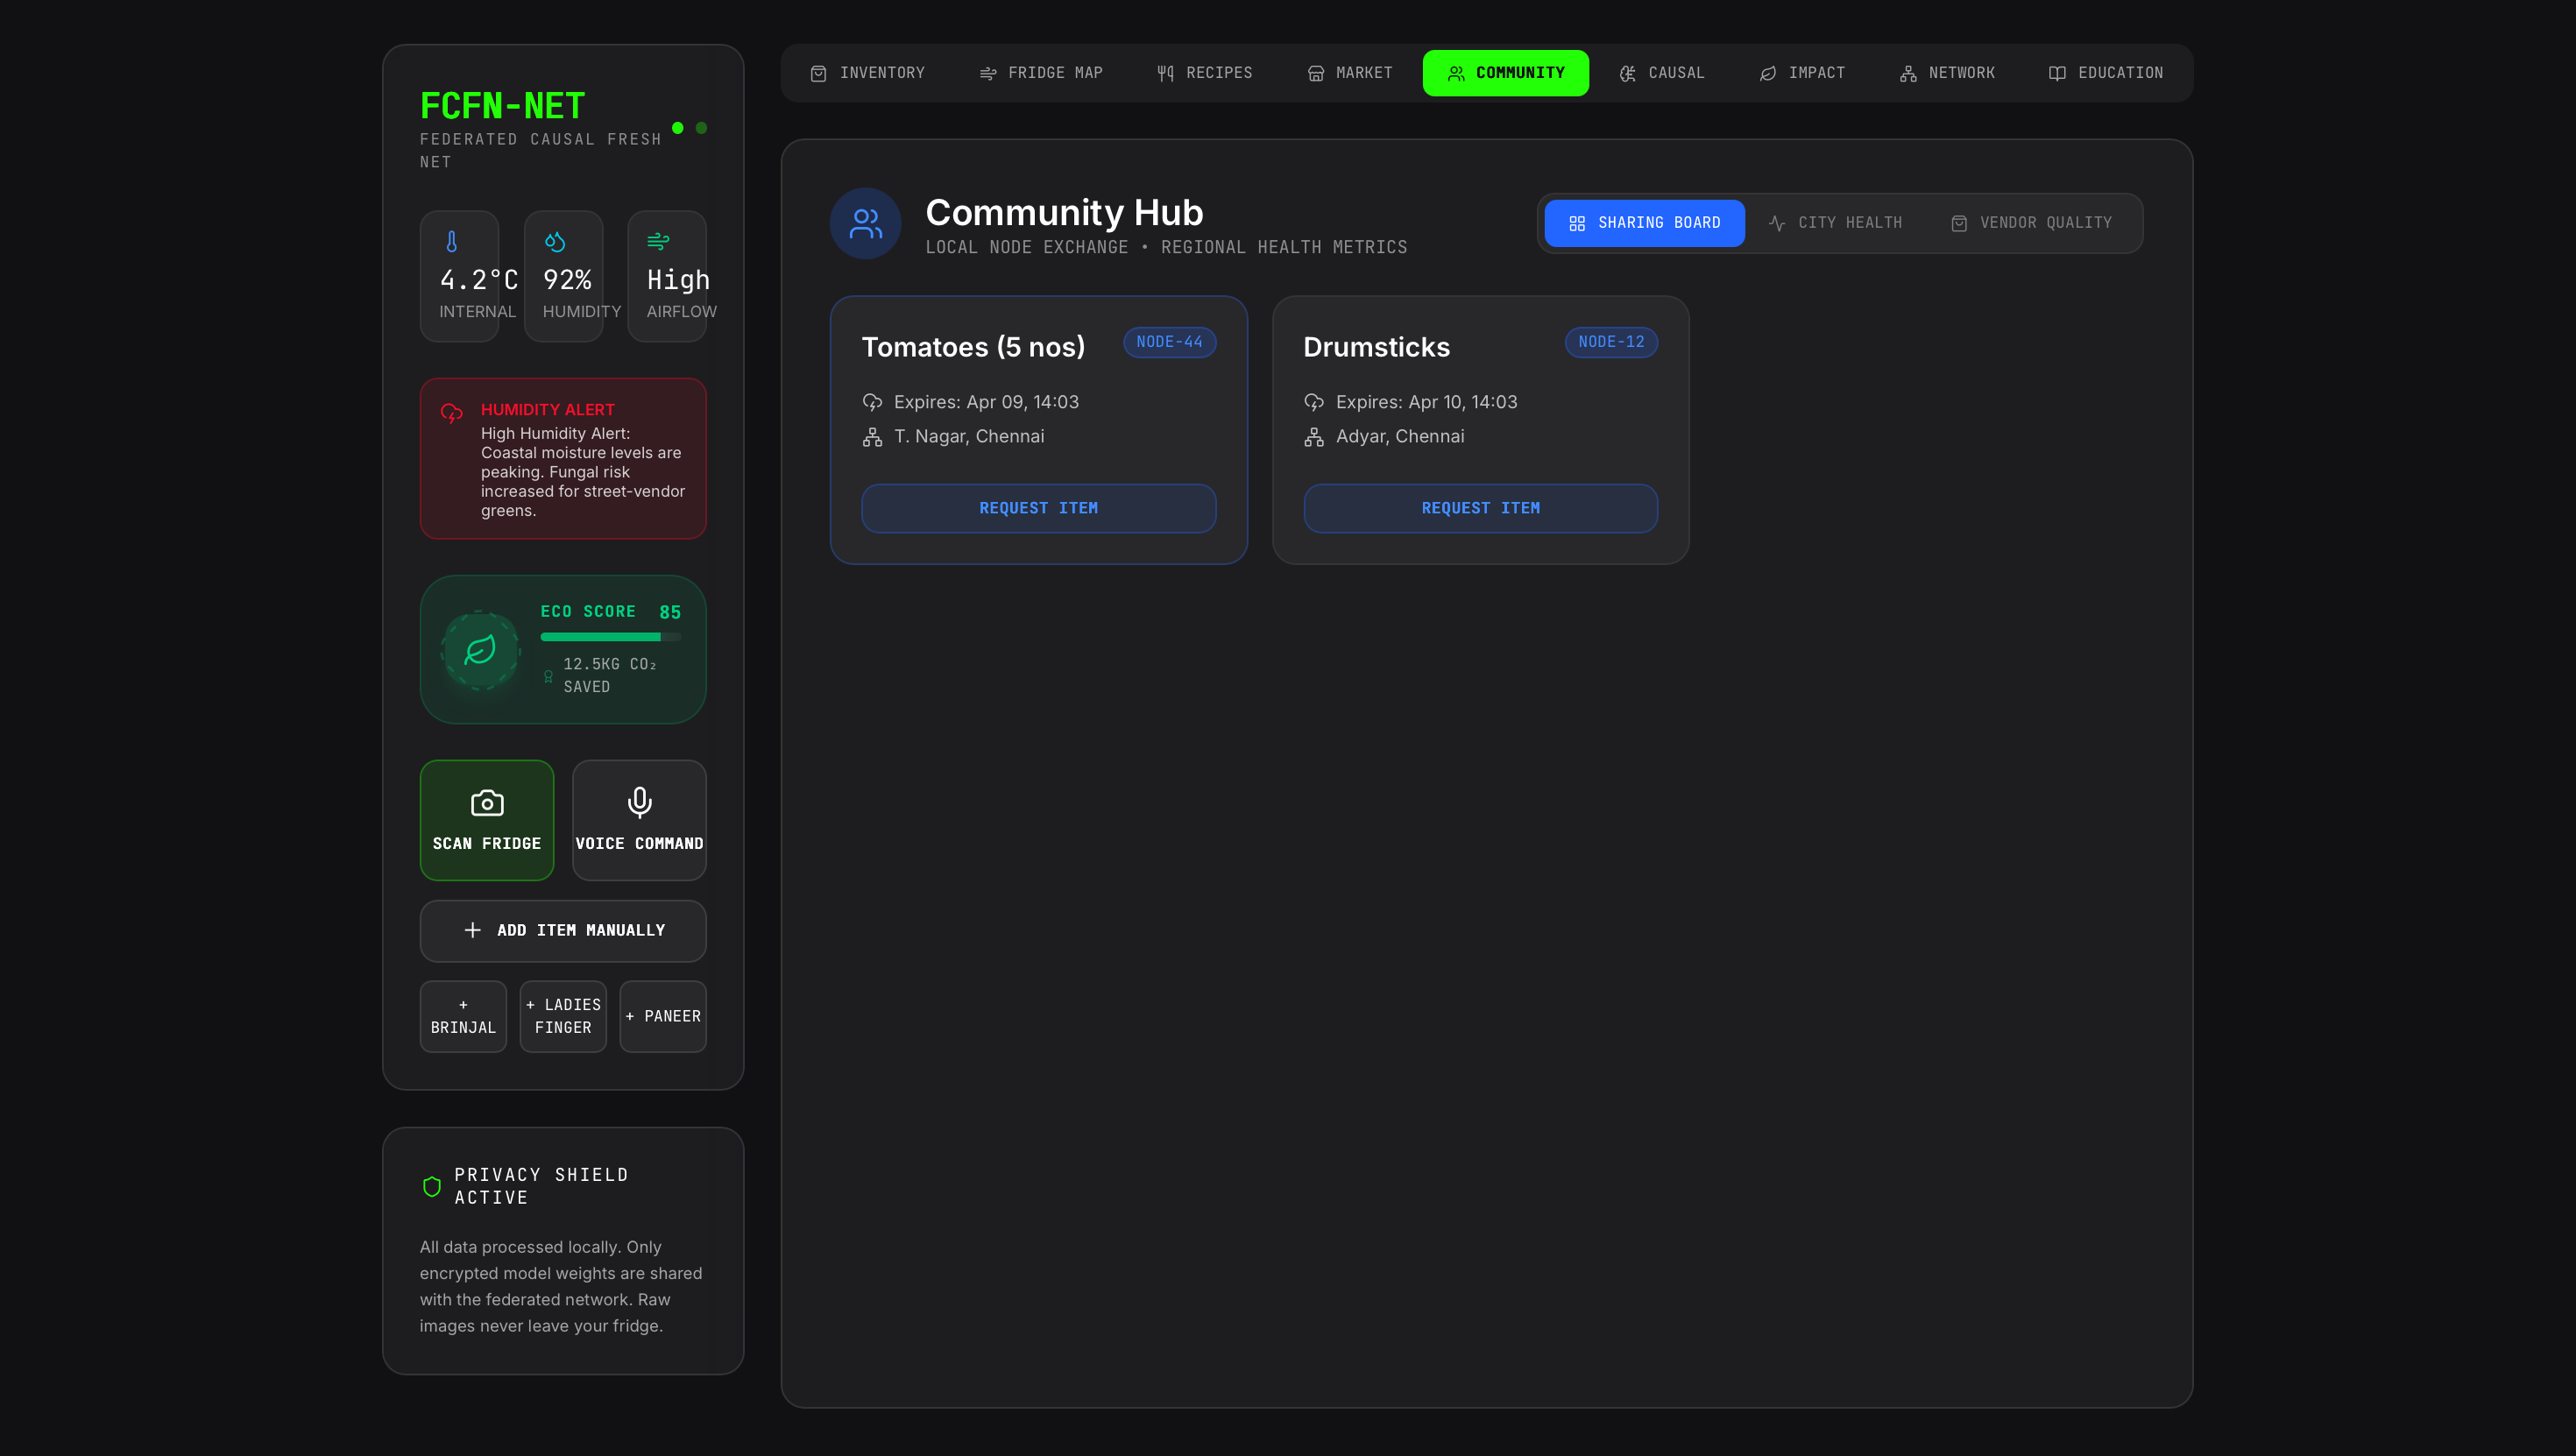 FCFN-NET
FEDERATED CAUSAL FRESH
NET
4.2°C
INTERNAL
92%
HUMIDITY
High
AIRFLOW
HUMIDITY ALERT
High Humidity Alert:
Coastal moisture levels are
peaking. Fungal risk
increased for street-vendor
greens.
ECO SCORE 85
12.5KG CO₂
SAVED
SCAN FRIDGE
VOICE COMMAND
ADD ITEM MANUALLY
+
BRINJAL
+ LADIES
FINGER
+ PANEER
PRIVACY SHIELD
ACTIVE
All data processed locally. Only
encrypted model weights are shared
with the federated network. Raw
images never leave your fridge.
INVENTORY
FRIDGE MAP
RECIPES
MARKET
COMMUNITY
CAUSAL
IMPACT
NETWORK
EDUCATION
Community Hub
LOCAL NODE EXCHANGE • REGIONAL HEALTH METRICS
SHARING BOARD
CITY HEALTH
VENDOR QUALITY
Tomatoes (5 nos)
NODE-44
Expires: Apr 09, 14:03
T. Nagar, Chennai
REQUEST ITEM
Drumsticks
NODE-12
Expires: Apr 10, 14:03
Adyar, Chennai
REQUEST ITEM